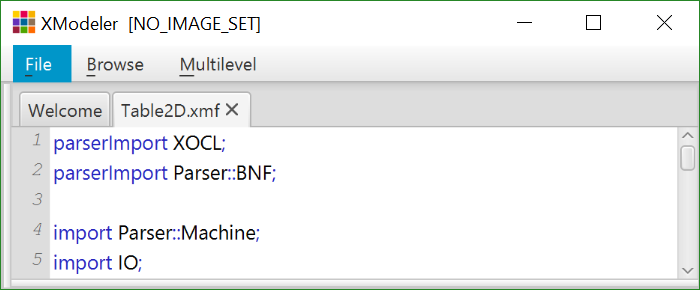 XModeler [NO_IMAGE_SET]
File Browse Multilevel
Welcome Table2D.xmf
1 parserImport XOCL;
2 parserImport Parser::BNF;
3
4 import Parser::Machine;
5 import IO;